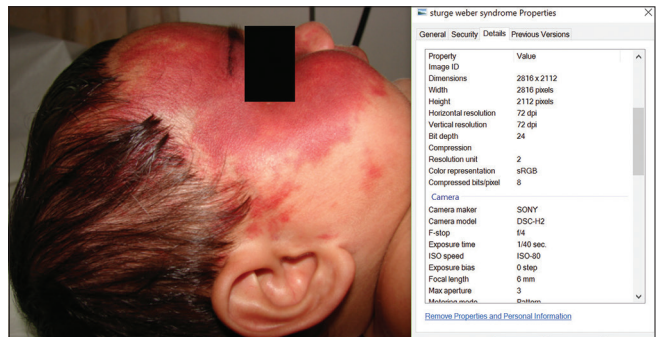 sturge weber syndrome Properties
General Security Details Previous Versions
Property Value
Image ID
Dimensions 2816 x 2112
Width 2816 pixels
Height 2112 pixels
Horizontal resolution 72 dpi
Vertical resolution 72 dpi
Bit depth 24
Compression
Resolution unit 2
Color representation sRGB
Compressed bits/pixel 8
Camera
Camera maker SONY
Camera model DSC-H2
F-stop f/4
Exposure time 1/40 sec.
ISO speed ISO-80
Exposure bias 0 step
Focal length 6 mm
Max aperture 3
Metering mode Pattern
Remove Properties and Personal Information